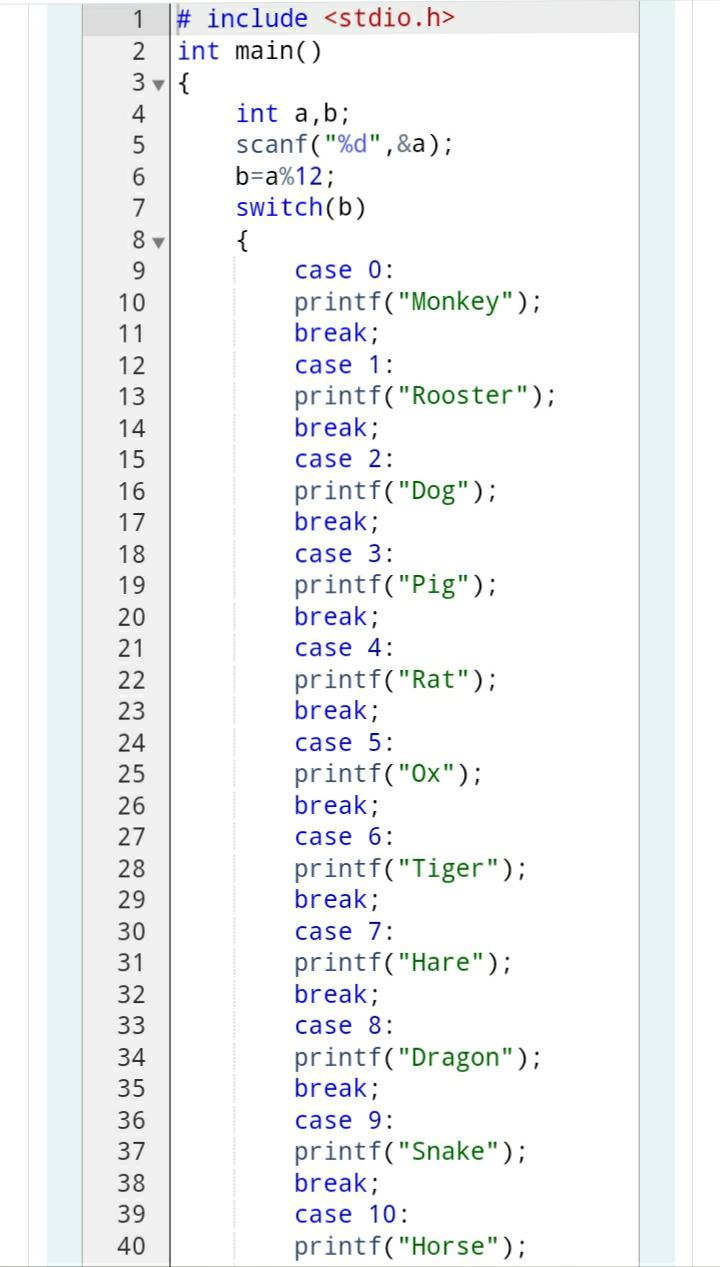 1 # include <stdio.h>
2 int main()
3 {
4 int a,b;
5 scanf("%d",&a);
6 b=a%12;
7 switch(b)
8 {
9 case 0:
10 printf("Monkey");
11 break;
12 case 1:
13 printf("Rooster");
14 break;
15 case 2:
16 printf("Dog");
17 break;
18 case 3:
19 printf("Pig");
20 break;
21 case 4:
22 printf("Rat");
23 break;
24 case 5:
25 printf("Ox");
26 break;
27 case 6:
28 printf("Tiger");
29 break;
30 case 7:
31 printf("Hare");
32 break;
33 case 8:
34 printf("Dragon");
35 break;
36 case 9:
37 printf("Snake");
38 break;
39 case 10:
40 printf("Horse");